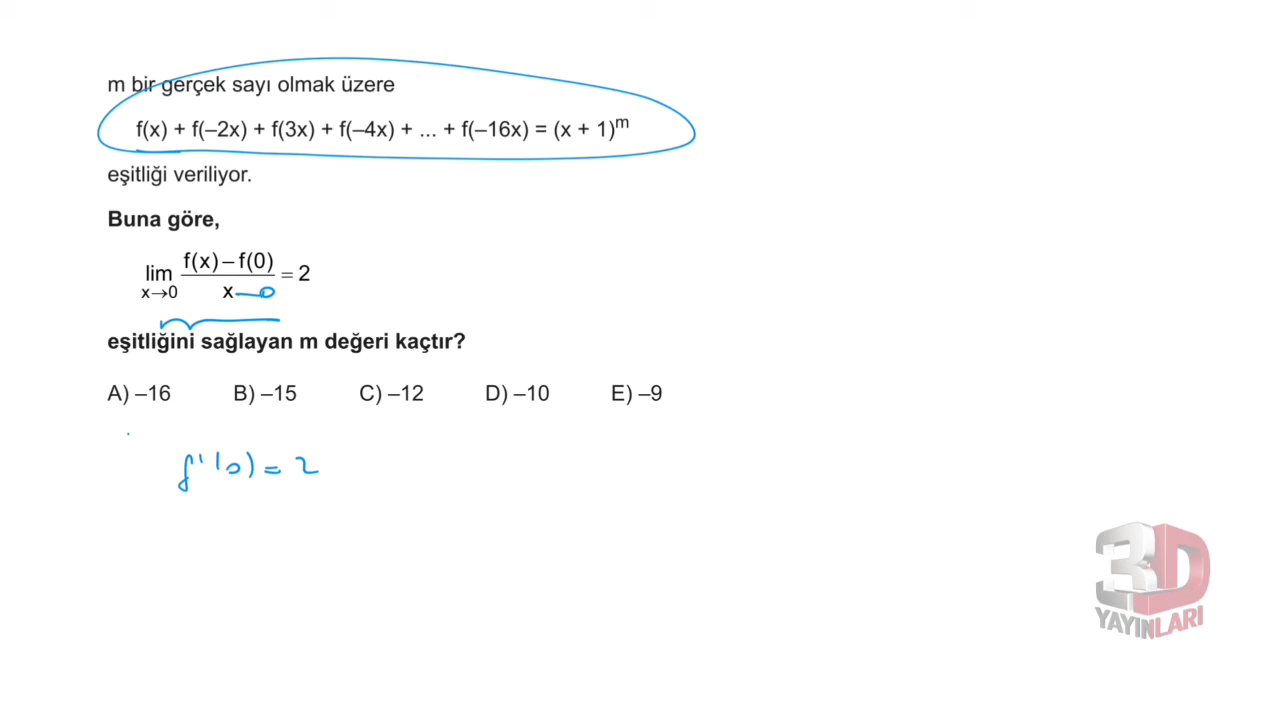 m bir gerçek sayı olmak üzere
f(x) + f(–2x) + f(3x) + f(–4x) + ... + f(–16x) = (x + 1)^m
eşitliği veriliyor.
Buna göre,
lim x→0 f(x) – f(0) / x – 0 = 2
eşitliğini sağlayan m değeri kaçtır?
A) –16 B) –15 C) –12 D) –10 E) –9
f'(0) = 2
3D
YAYINLARI